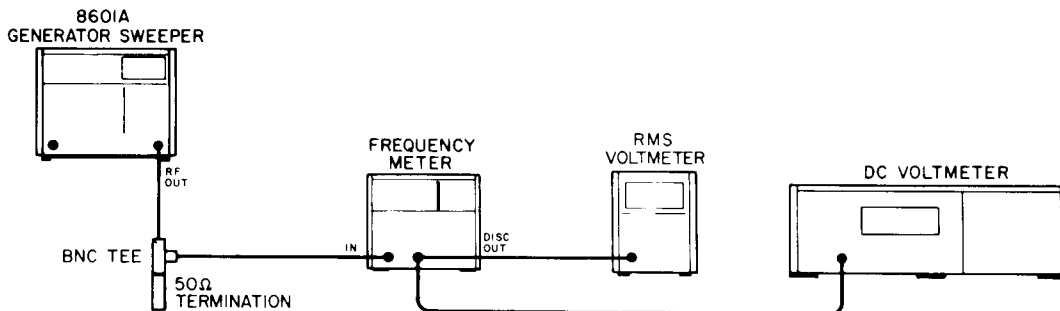 8601A
GENERATOR SWEEPER
RF
OUT
BNC TEE
50Ω
TERMINATION
FREQUENCY
METER
IN
DISC
OUT
RMS
VOLTMETER
DC VOLTMETER